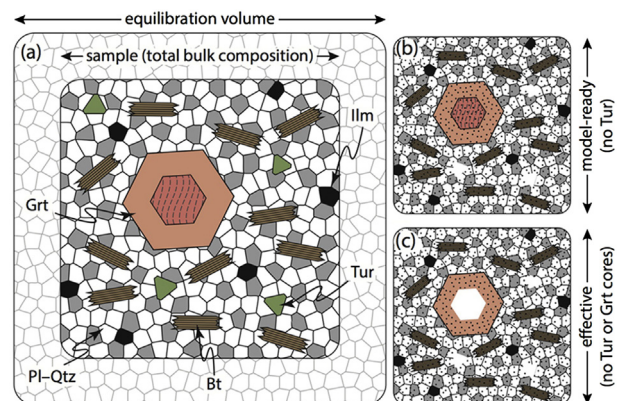 equilibration volume
(a)
sample (total bulk composition)
Ilm
Grt
Tur
Pl–Qtz
Bt
(b)
model-ready
(no Tur)
(c)
effective
(no Tur or Grt cores)